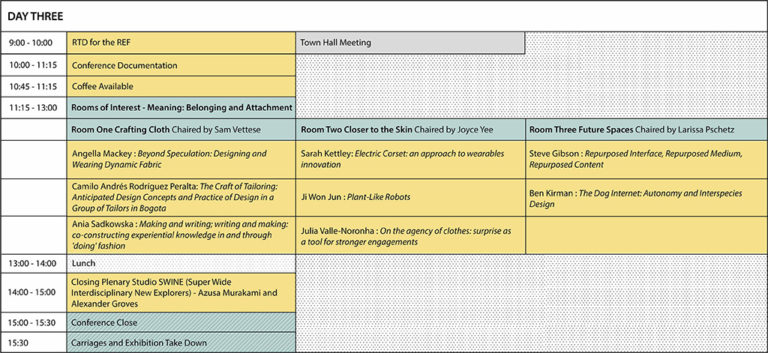 DAY THREE
9:00 - 10:00
RTD for the REF
Town Hall Meeting
10:00 - 11:15
Conference Documentation
10:45 - 11:15
Coffee Available
11:15 - 13:00
Rooms of Interest - Meaning: Belonging and Attachment
Room One Crafting Cloth Chaired by Sam Vettese
Room Two Closer to the Skin Chaired by Joyce Yee
Room Three Future Spaces Chaired by Larissa Pschetz
Angella Mackey : Beyond Speculation: Designing and
Wearing Dynamic Fabric
Sarah Kettley: Electric Corset: an approach to wearables
innovation
Steve Gibson : Repurposed Interface, Repurposed Medium,
Repurposed Content
Camilo Andrés Rodríguez Peralta: The Craft of Tailoring:
Anticipated Design Concepts and Practice of Design in a
Group of Tailors in Bogota
Ji Won Jun : Plant-Like Robots
Ben Kirman : The Dog Internet: Autonomy and Interspecies
Design
Ania Sadkowska : Making and writing; writing and making:
co-constructing experiential knowledge in and through
'doing' fashion
Julia Valle-Noronha : On the agency of clothes: surprise as
a tool for stronger engagements
13:00 - 14:00
Lunch
14:00 - 15:00
Closing Plenary Studio SWINE (Super Wide
Interdisciplinary New Explorers) - Azusa Murakami and
Alexander Groves
15:00 - 15:30
Conference Close
15:30
Carriages and Exhibition Take Down